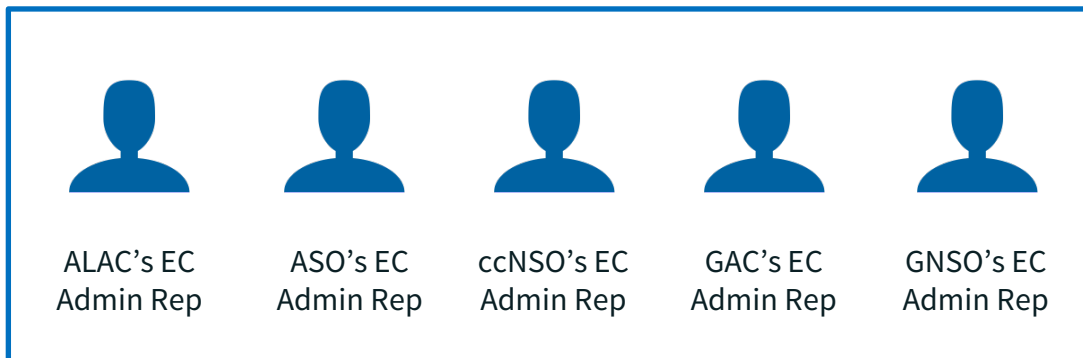 ALAC’s EC
Admin Rep
ASO’s EC
Admin Rep
ccNSO’s EC
Admin Rep
GAC’s EC
Admin Rep
GNSO’s EC
Admin Rep